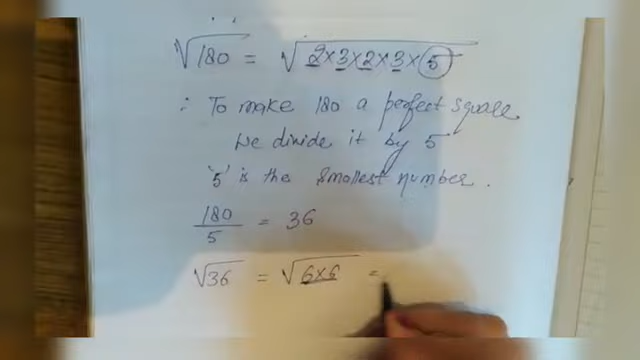 √180 = √2×3×2×3×5
∴ To make 180 a perfect square
We divide it by 5
'5' is the smallest number.
180/5 = 36
√36 = √6×6 =